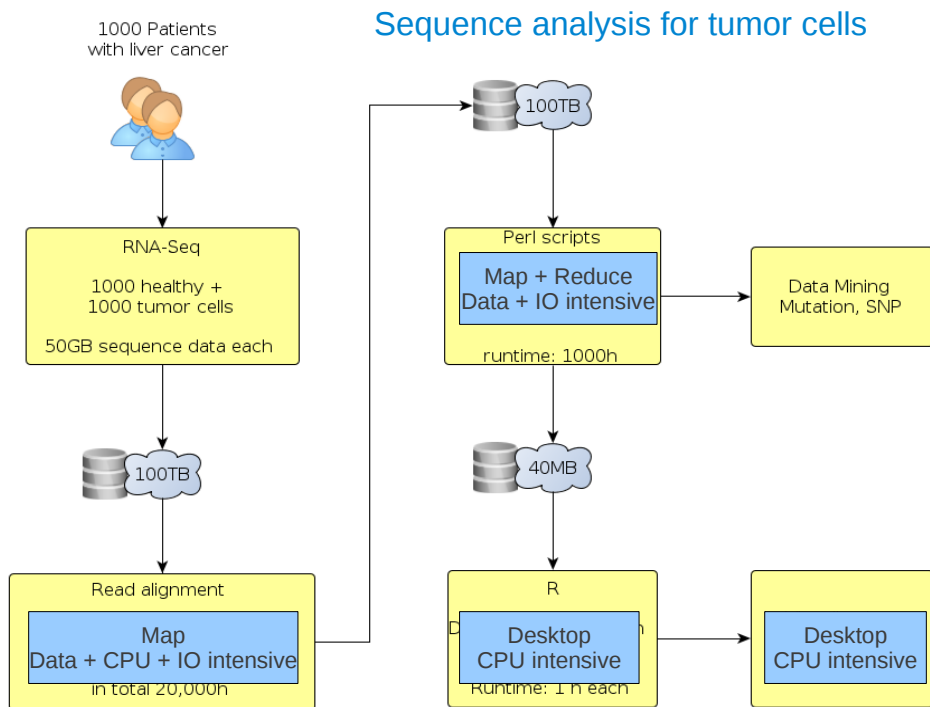 Sequence analysis for tumor cells
1000 Patients
with liver cancer
RNA-Seq
1000 healthy +
1000 tumor cells
50GB sequence data each
100TB
Read alignment
Map
Data + CPU + IO intensive
in total 20,000h
100TB
Perl scripts
Map + Reduce
Data + IO intensive
runtime: 1000h
Data Mining
Mutation, SNP
40MB
R
Desktop
CPU intensive
Runtime: 1 h each
Desktop
CPU intensive